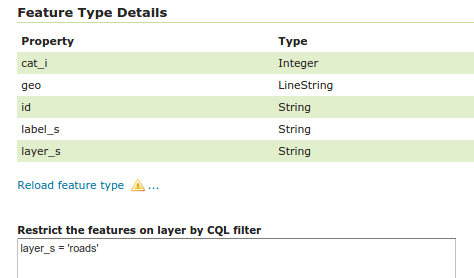 Feature Type Details
Property Type
cat_i Integer
geo LineString
id String
label_s String
layer_s String
Reload feature type ...
Restrict the features on layer by CQL filter
layer_s = 'roads'